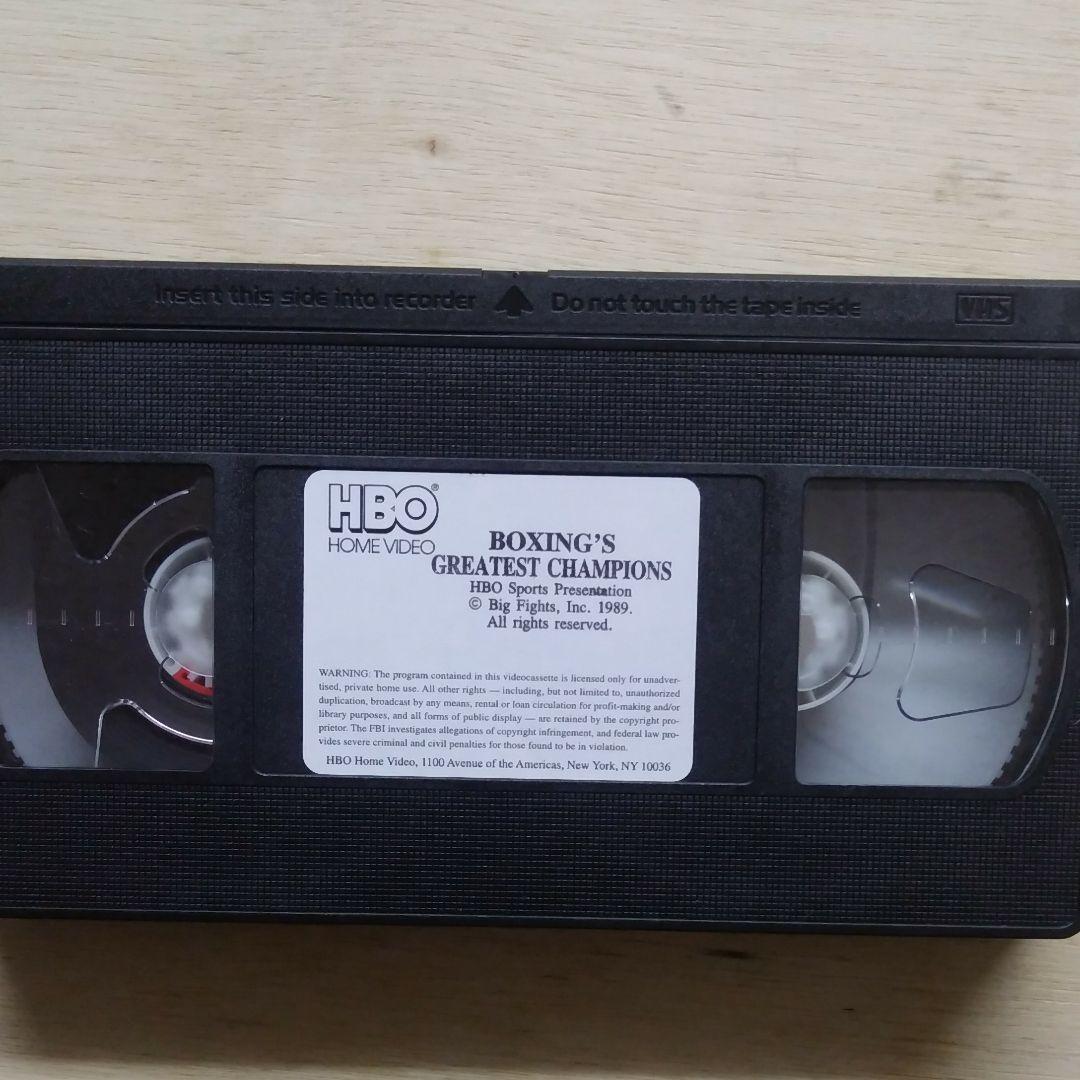 Insert this side into recorder Do not touch the tape inside VHS
HBO®
HOME VIDEO
BOXING'S
GREATEST CHAMPIONS
HBO Sports Presentation
© Big Fights, Inc. 1989.
All rights reserved.
WARNING: The program contained in this videocassette is licensed only for unadver-
tised, private home use. All other rights — including, but not limited to, unauthorized
duplication, broadcast by any means, rental or loan circulation for profit-making and/or
library purposes, and all forms of public display — are retained by the copyright pro-
prietor. The FBI investigates allegations of copyright infringement, and federal law pro-
vides severe criminal and civil penalties for those found to be in violation.
HBO Home Video, 1100 Avenue of the Americas, New York, NY 10036